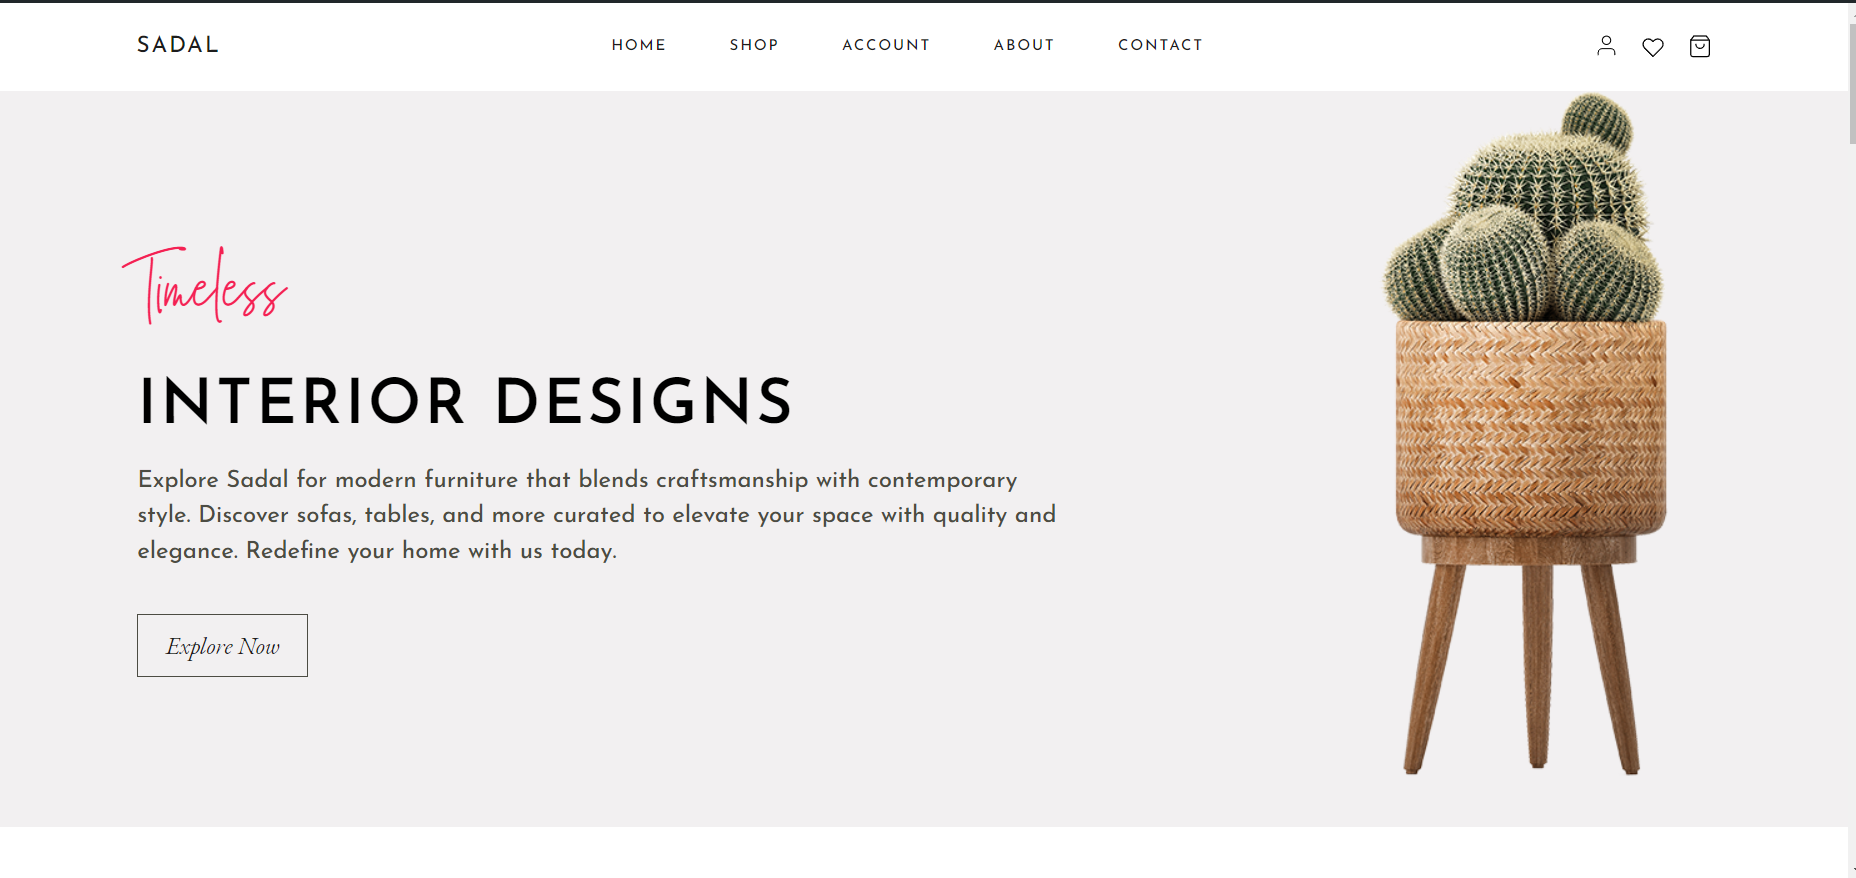 SADAL
HOME SHOP ACCOUNT ABOUT CONTACT
Timeless
INTERIOR DESIGNS
Explore Sadal for modern furniture that blends craftsmanship with contemporary
style. Discover sofas, tables, and more curated to elevate your space with quality and
elegance. Redefine your home with us today.
Explore Now